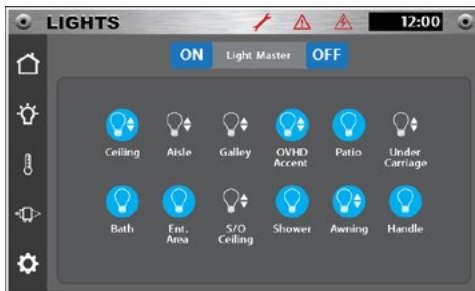 LIGHTS 12:00
ON Light Master OFF
Ceiling Aisle Galley OVHD Accent Patio Under Carriage
Bath Ent. Area S/O Ceiling Shower Awning Handle